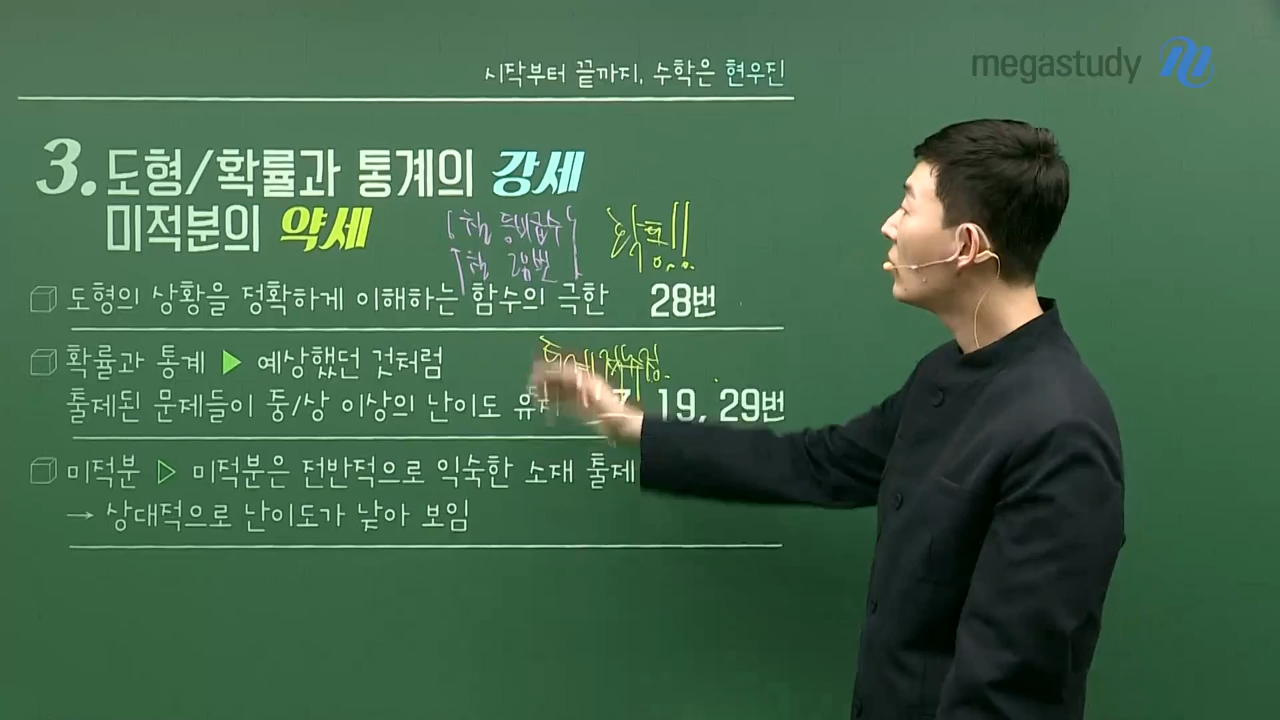 시작부터 끝까지, 수학은 현우진
megastudy
3. 도형/확률과 통계의 강세
미적분의 약세
등비급수
도형의 상황을 정확하게 이해하는 함수의 극한 28번
확률과 통계 ▶ 예상했던 것처럼
출제된 문제들이 중/상 이상의 난이도 유지 19, 29번
미적분 ▷ 미적분은 전반적으로 익숙한 소재 출제
→ 상대적으로 난이도가 낮아 보임